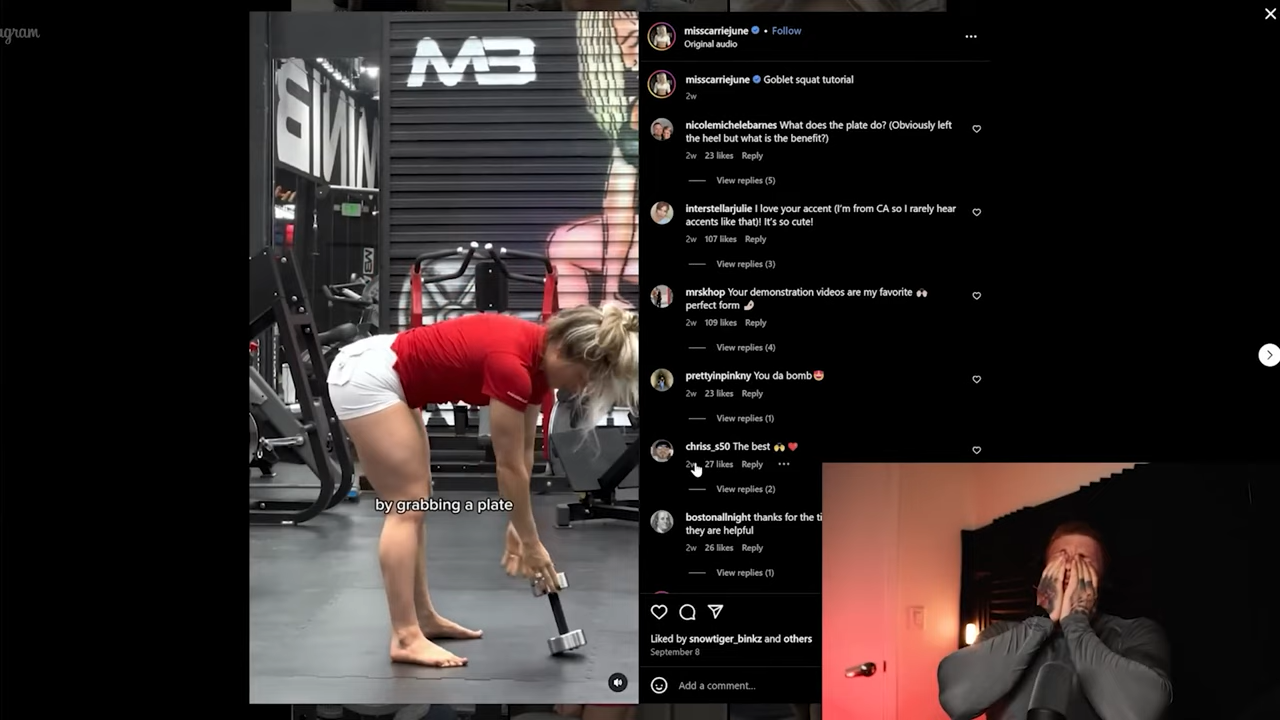 agram
M3
misscarriejune • Follow
Original audio
misscarriejune Goblet squat tutorial
2w
nicolemichelebarnes What does the plate do? (Obviously left
the heel but what is the benefit?)
2w 23 likes Reply
View replies (5)
interstellarjulie I love your accent (I'm from CA so I rarely hear
accents like that)! It's so cute!
2w 107 likes Reply
View replies (3)
mrskhop Your demonstration videos are my favorite 🙌🏻
perfect form 🤌🏻
2w 109 likes Reply
View replies (4)
prettyinpinkny You da bomb🤩
2w 23 likes Reply
View replies (1)
chriss_s50 The best 🙌 ❤️
2w 27 likes Reply
View replies (2)
bostonallnight thanks for the ti
they are helpful
2w 26 likes Reply
View replies (1)
by grabbing a plate
Liked by snowtiger_binkz and others
September 8
Add a comment...